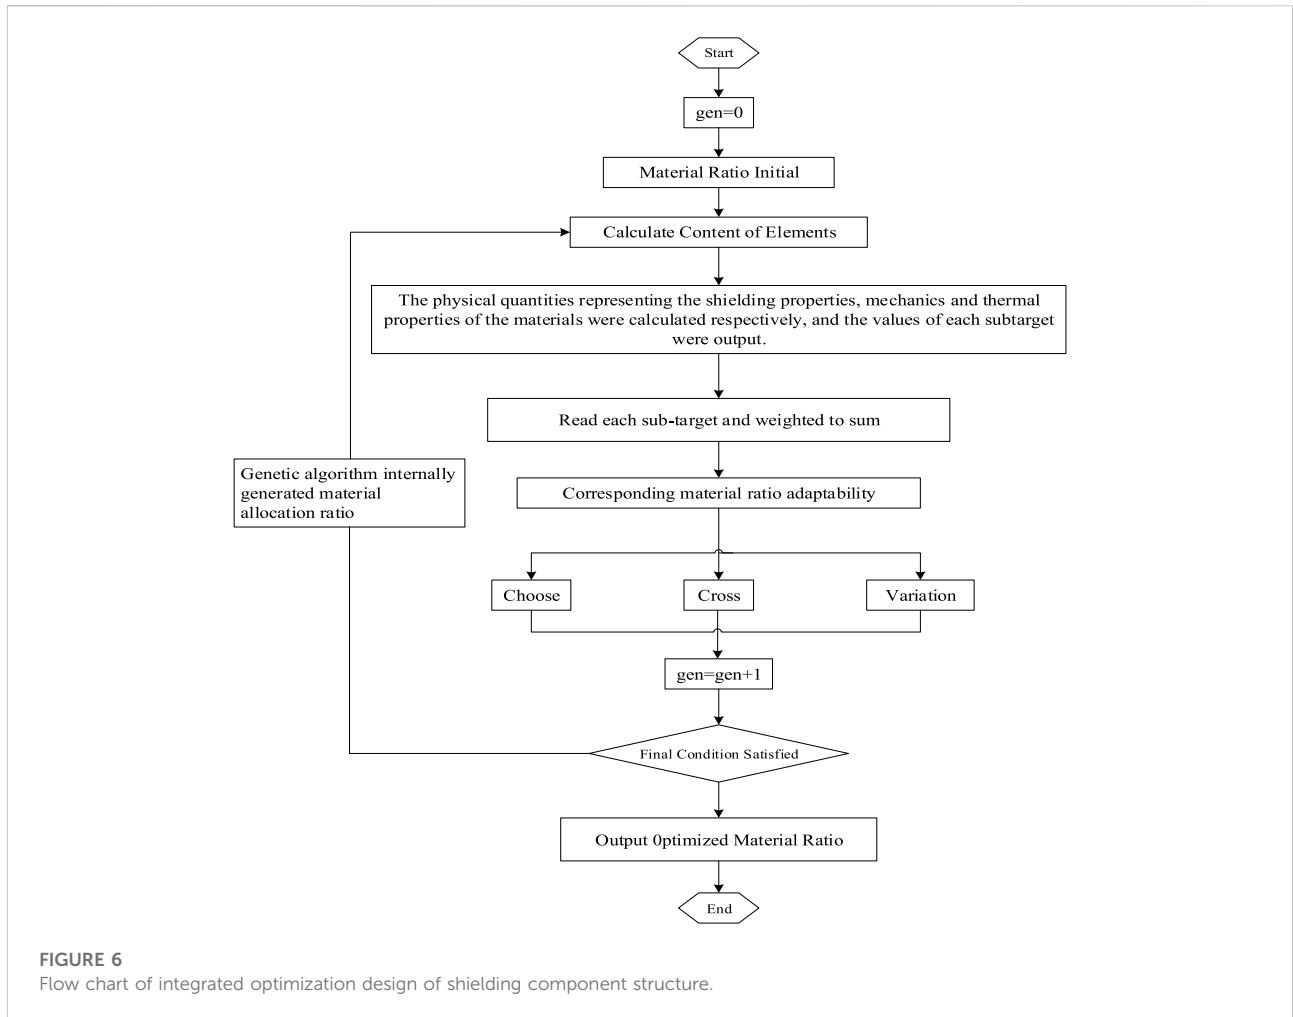 Start
gen=0
Material Ratio Initial
Calculate Content of Elements
The physical quantities representing the shielding properties, mechanics and thermal
properties of the materials were calculated respectively, and the values of each subtarget
were output.
Read each sub-target and weighted to sum
Genetic algorithm internally
generated material
allocation ratio
Corresponding material ratio adaptability
Choose
Cross
Variation
gen=gen+1
Final Condition Satisfied
Output 0ptimized Material Ratio
End
FIGURE 6
Flow chart of integrated optimization design of shielding component structure.